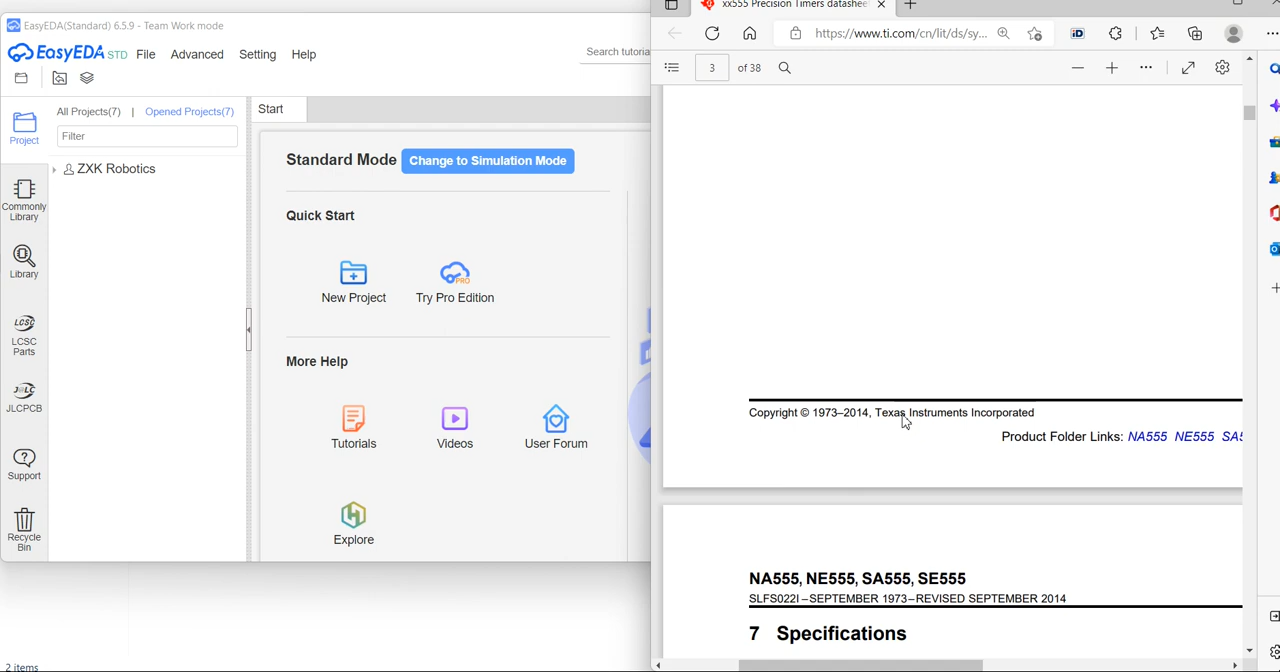 EasyEDA(Standard) 6.5.9 - Team Work mode
EasyEDA STD File Advanced Setting Help
Search tutoria
All Projects(7) | Opened Projects(7)
Filter
ZXK Robotics
Project
Commonly
Library
Library
LCSC
LCSC
Parts
JLCPCB
Support
Recycle
Bin
Start
Standard Mode Change to Simulation Mode
Quick Start
New Project
PRO
Try Pro Edition
More Help
Tutorials
Videos
User Forum
Explore
2 items
xx555 Precision Timers datashee
https://www.ti.com/cn/lit/ds/sy...
iD
3 of 38
Copyright © 1973–2014, Texas Instruments Incorporated
Product Folder Links: NA555 NE555 SA5
NA555, NE555, SA555, SE555
SLFS022I – SEPTEMBER 1973 – REVISED SEPTEMBER 2014
7 Specifications